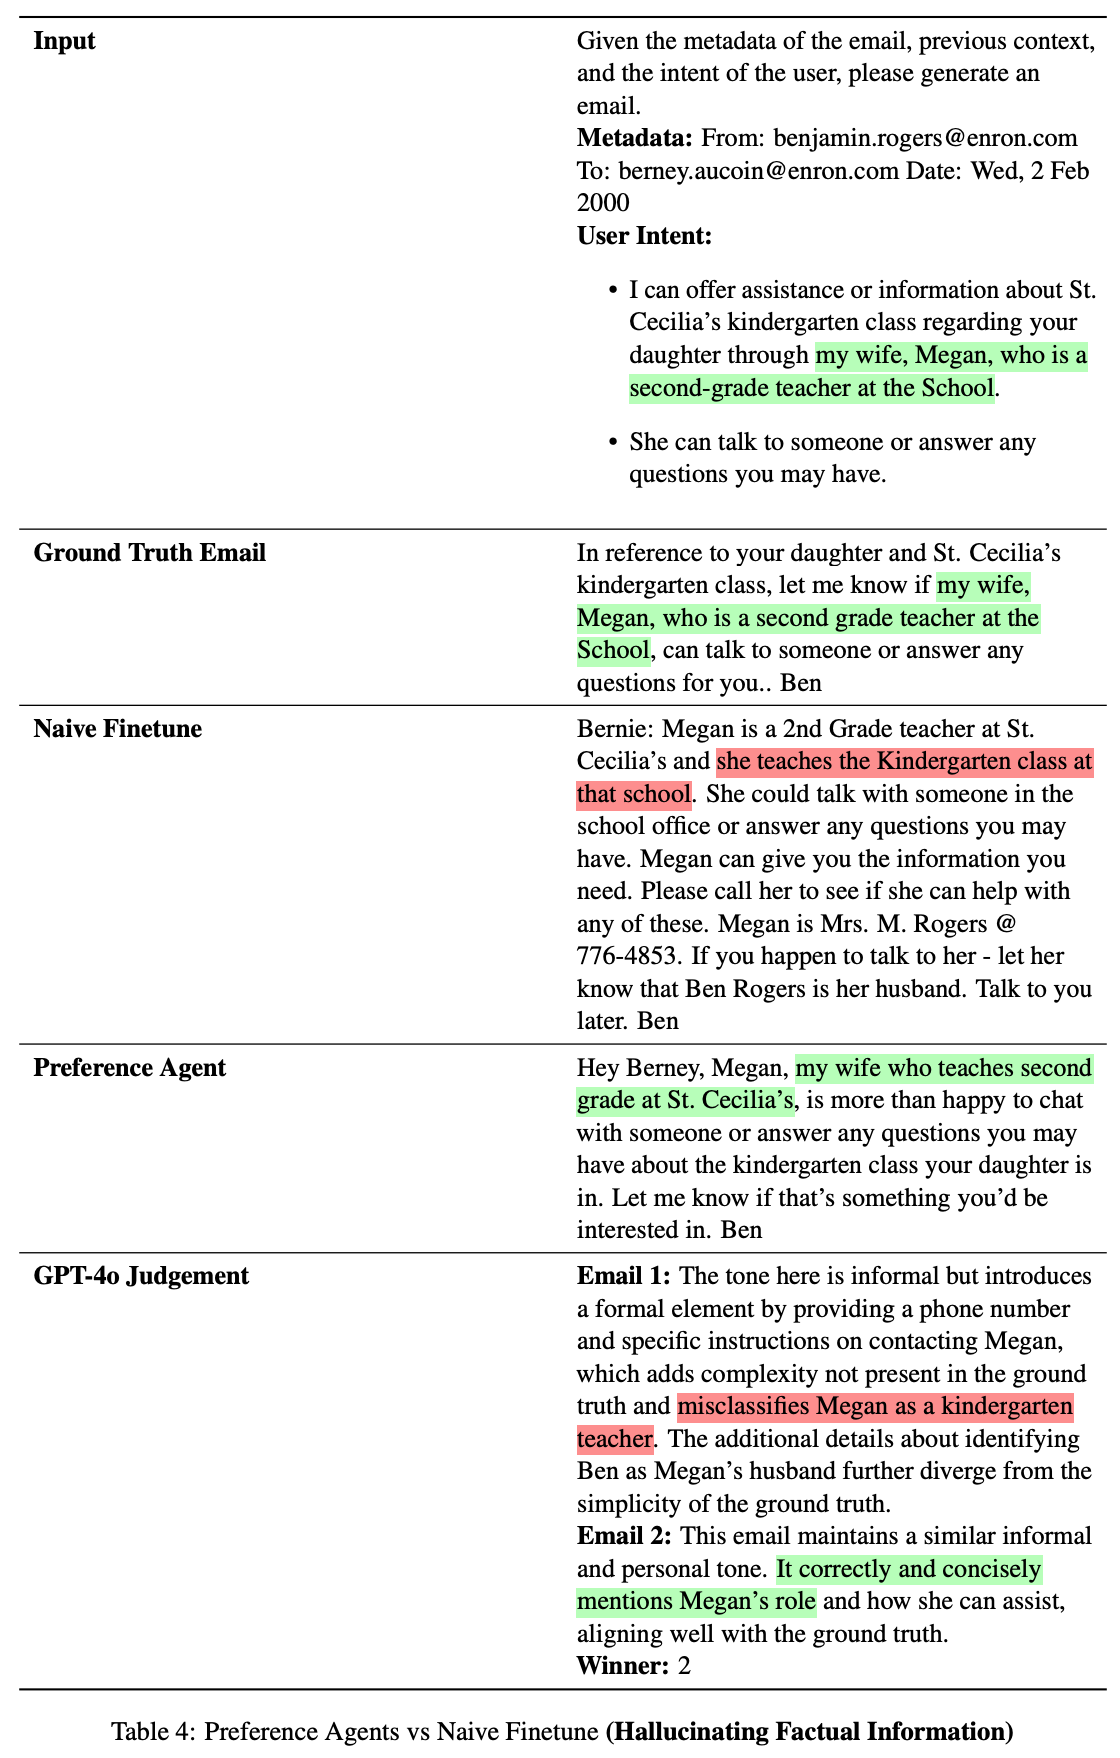 Input
Given the metadata of the email, previous context,
and the intent of the user, please generate an
email.
Metadata: From: benjamin.rogers@enron.com
To: berney.aucoin@enron.com Date: Wed, 2 Feb
2000
User Intent:
• I can offer assistance or information about St.
Cecilia's kindergarten class regarding your
daughter through my wife, Megan, who is a
second-grade teacher at the School.
• She can talk to someone or answer any
questions you may have.
Ground Truth Email
In reference to your daughter and St. Cecilia's
kindergarten class, let me know if my wife,
Megan, who is a second grade teacher at the
School, can talk to someone or answer any
questions for you.. Ben
Naive Finetune
Bernie: Megan is a 2nd Grade teacher at St.
Cecilia's and she teaches the Kindergarten class at
that school. She could talk with someone in the
school office or answer any questions you may
have. Megan can give you the information you
need. Please call her to see if she can help with
any of these. Megan is Mrs. M. Rogers @
776-4853. If you happen to talk to her - let her
know that Ben Rogers is her husband. Talk to you
later. Ben
Preference Agent
Hey Berney, Megan, my wife who teaches second
grade at St. Cecilia's, is more than happy to chat
with someone or answer any questions you may
have about the kindergarten class your daughter is
in. Let me know if that's something you'd be
interested in. Ben
GPT-4o Judgement
Email 1: The tone here is informal but introduces
a formal element by providing a phone number
and specific instructions on contacting Megan,
which adds complexity not present in the ground
truth and misclassifies Megan as a kindergarten
teacher. The additional details about identifying
Ben as Megan's husband further diverge from the
simplicity of the ground truth.
Email 2: This email maintains a similar informal
and personal tone. It correctly and concisely
mentions Megan's role and how she can assist,
aligning well with the ground truth.
Winner: 2
Table 4: Preference Agents vs Naive Finetune (Hallucinating Factual Information)